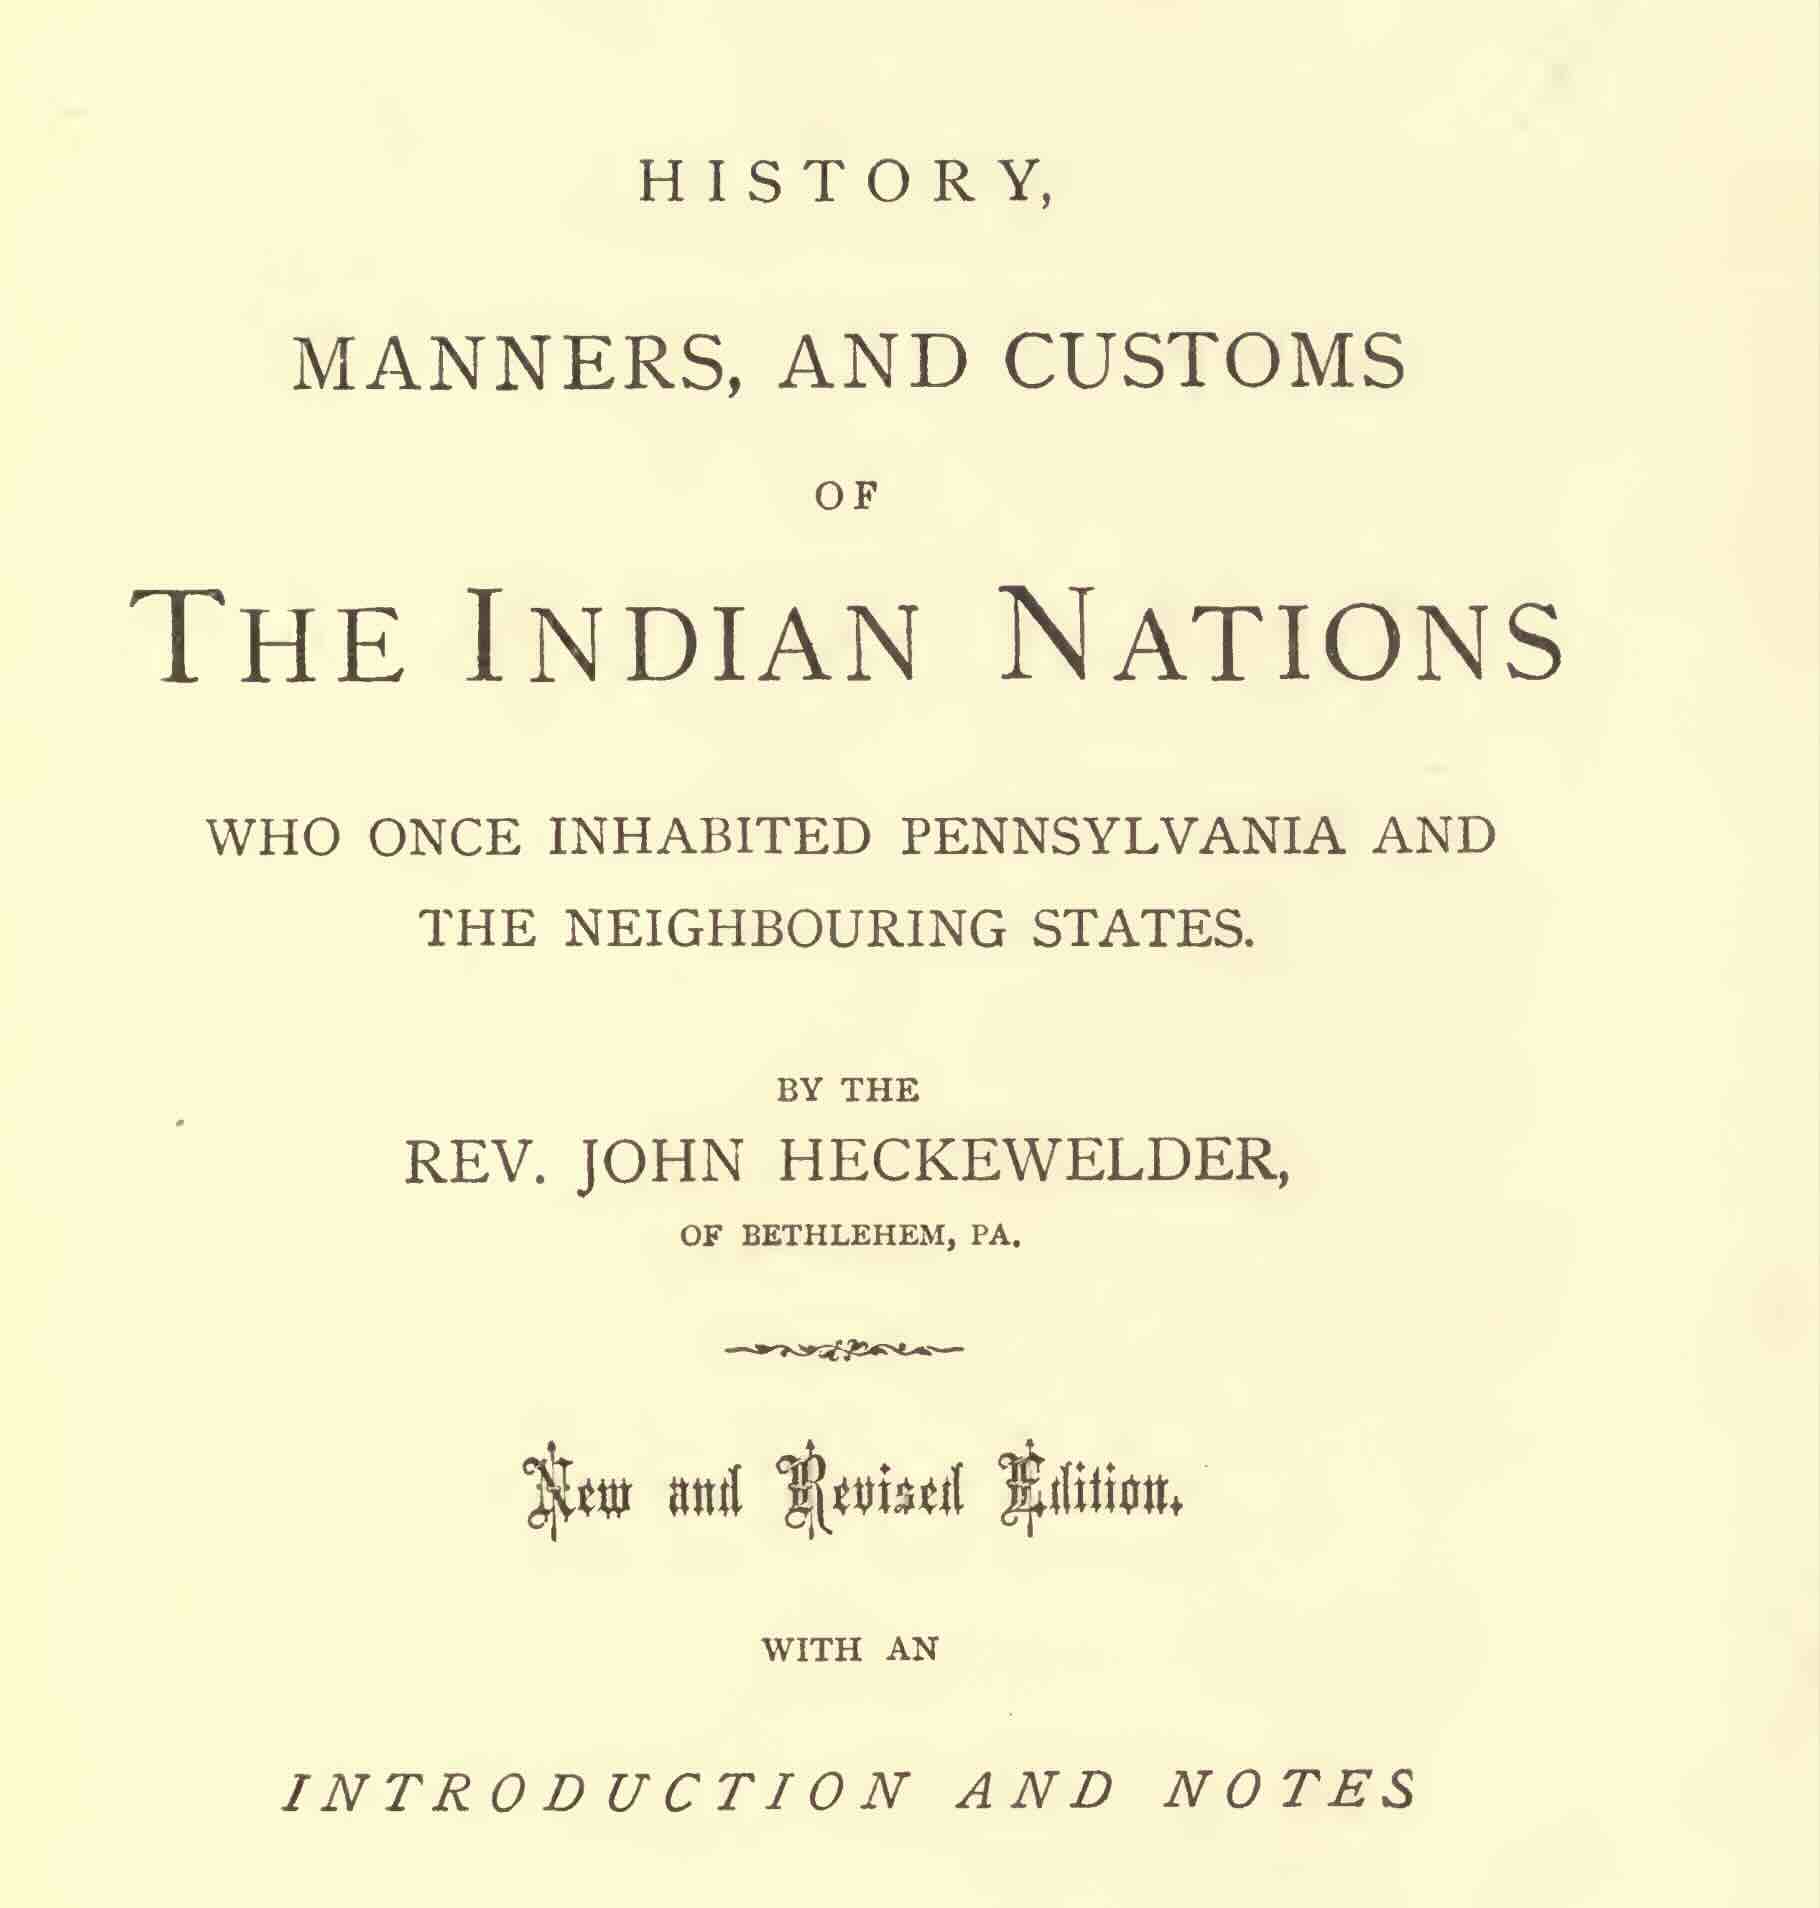 HISTORY,
MANNERS, AND CUSTOMS
OF
THE INDIAN NATIONS
WHO ONCE INHABITED PENNSYLVANIA AND
THE NEIGHBOURING STATES.
BY THE
REV. JOHN HECKEWELDER,
OF BETHLEHEM, PA.
New and Revised Edition.
WITH AN
INTRODUCTION AND NOTES